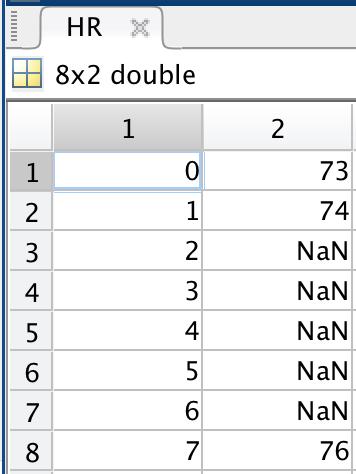 HR
8x2 double
1 2
1 0 73
2 1 74
3 2 NaN
4 3 NaN
5 4 NaN
6 5 NaN
7 6 NaN
8 7 76